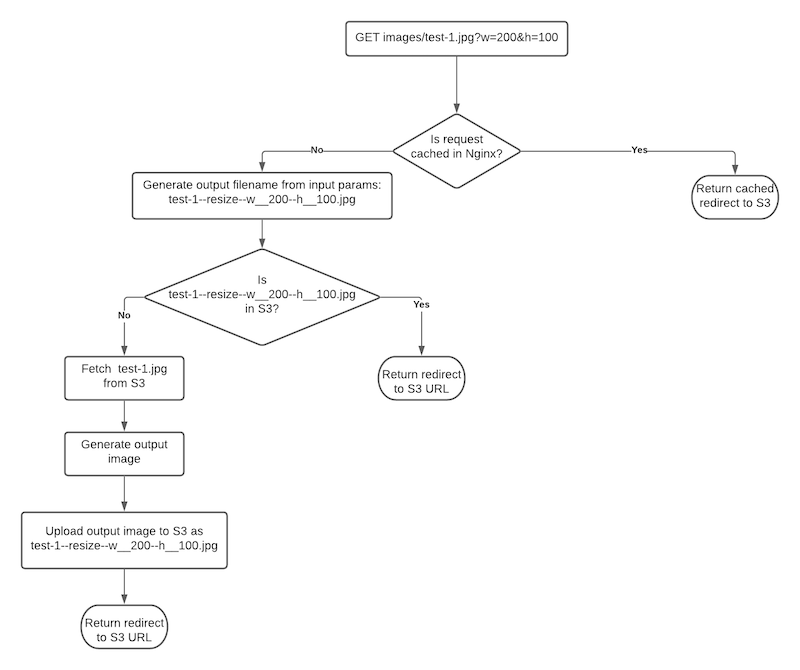 GET images/test-1.jpg?w=200&h=100
Is request
cached in Nginx?
No
Yes
Generate output filename from input params:
test-1--resize--w__200--h__100.jpg
Return cached
redirect to S3
Is
test-1--resize--w__200--h__100.jpg
in S3?
No
Yes
Fetch test-1.jpg
from S3
Return redirect
to S3 URL
Generate output
image
Upload output image to S3 as
test-1--resize--w__200--h__100.jpg
Return redirect
to S3 URL